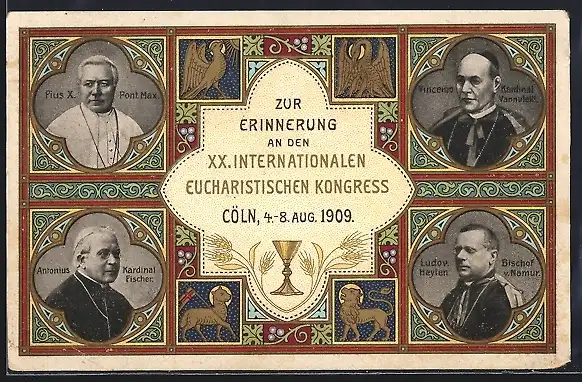 Pius X. Pont. Max.
ZUR
ERINNERUNG
AN DEN
XX. INTERNATIONALEN
EUCHARISTISCHEN KONGRESS
CÖLN, 4.-8. AUG. 1909.
Vincenz Kardinal
Vannutelli.
Antonius Kardinal
Fischer.
Ludov. Bischof
Heylen v. Namur.